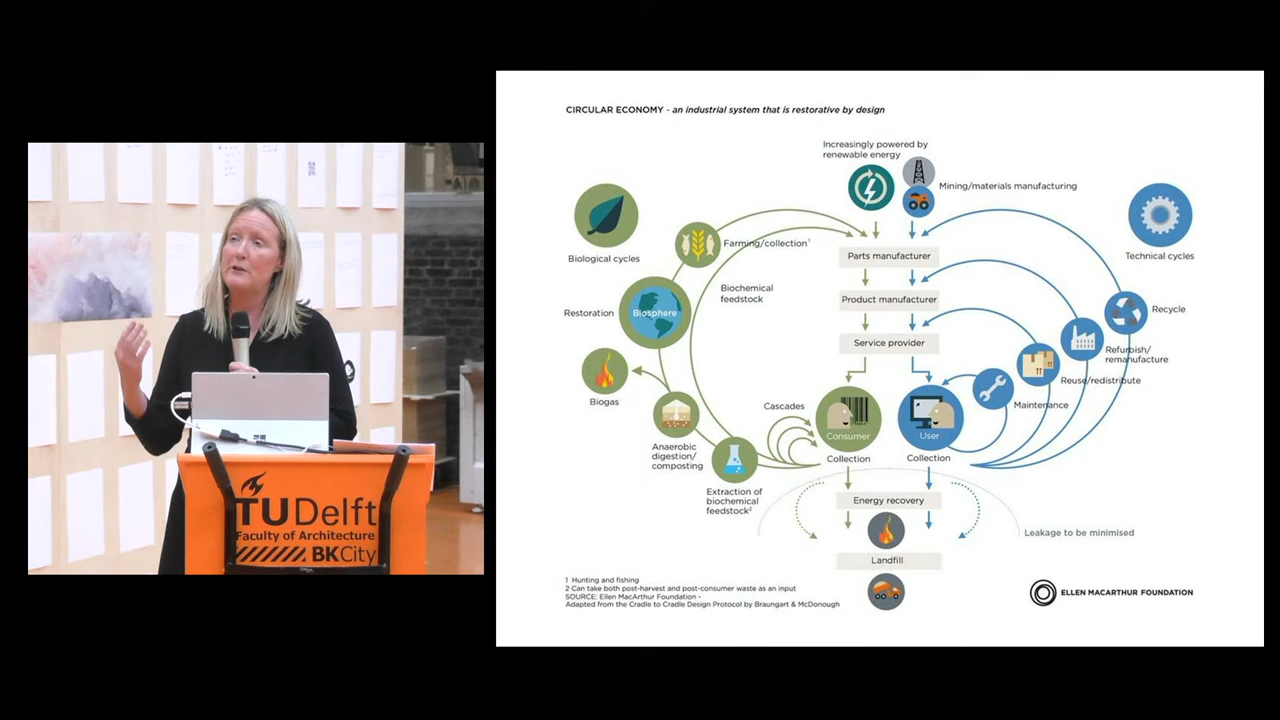 TUDelft
Faculty of Architecture
BKCity
CIRCULAR ECONOMY - an industrial system that is restorative by design
Increasingly powered by
renewable energy
Mining/materials manufacturing
Biological cycles
Farming/collection¹
Parts manufacturer
Technical cycles
Biochemical
feedstock
Product manufacturer
Restoration
Biosphere
Recycle
Service provider
Refurbish/
remanufacture
Reuse/redistribute
Biogas
Maintenance
Cascades
Consumer
User
Anaerobic
digestion/
composting
Collection
Collection
Extraction of
biochemical
feedstock²
Energy recovery
Leakage to be minimised
Landfill
1 Hunting and fishing
2 Can take both post-harvest and post-consumer waste as an input
SOURCE: Ellen MacArthur Foundation -
Adapted from the Cradle to Cradle Design Protocol by Braungart & McDonough
ELLEN MACARTHUR FOUNDATION